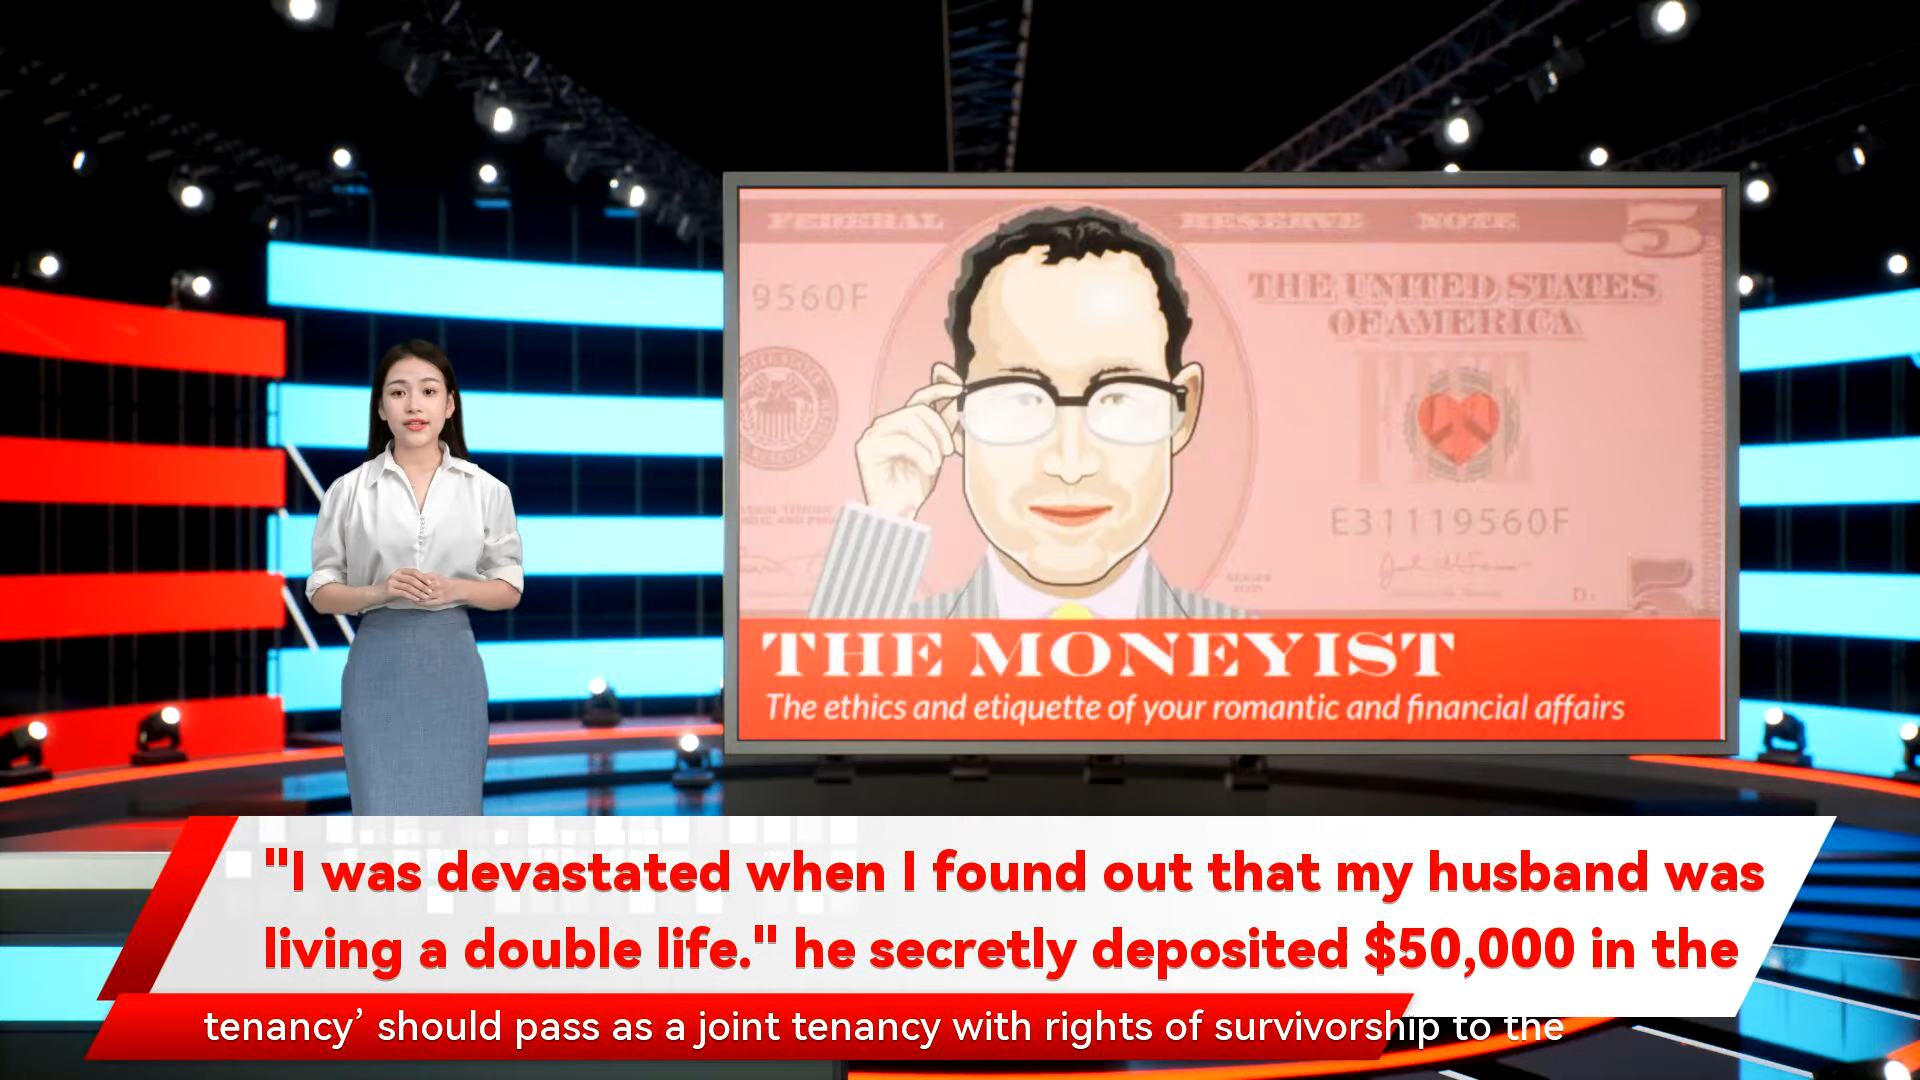 FEDERAL RESERVE NOTE
5
9560F
THE UNITED STATES
OF AMERICA
E31119560F
5
THE MONEYIST
The ethics and etiquette of your romantic and financial affairs
"I was devastated when I found out that my husband was
living a double life." he secretly deposited $50,000 in the
tenancy’ should pass as a joint tenancy with rights of survivorship to the